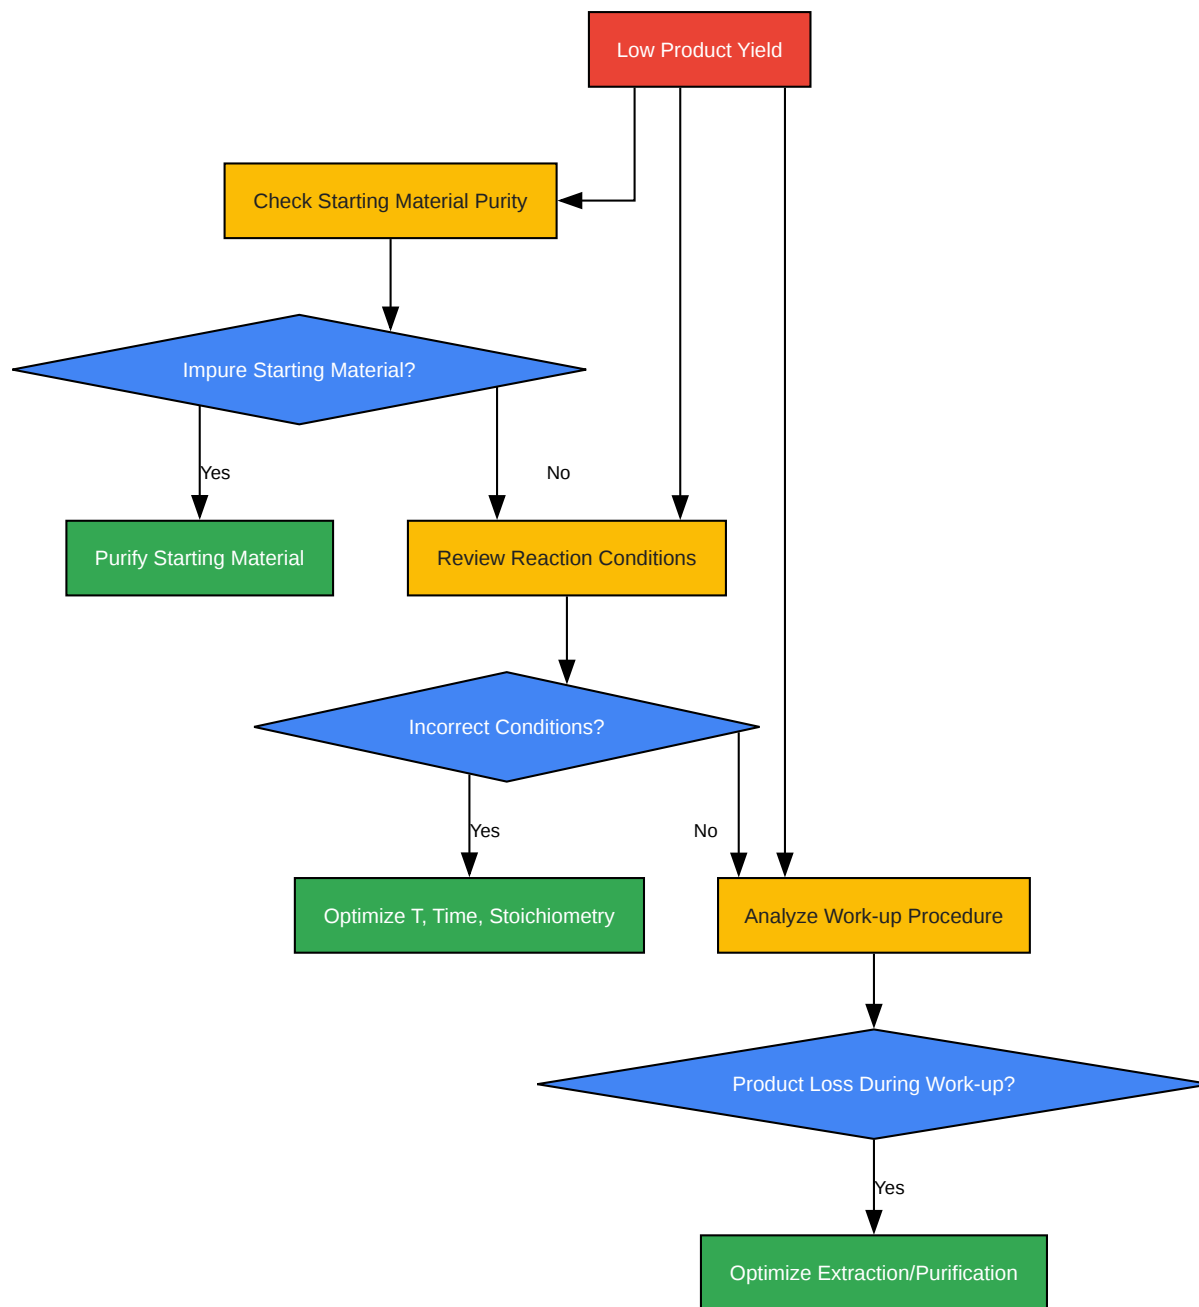 Low Product Yield
Check Starting Material Purity
Impure Starting Material?
Yes
No
Purify Starting Material
Review Reaction Conditions
Incorrect Conditions?
Yes
No
Optimize T, Time, Stoichiometry
Analyze Work-up Procedure
Product Loss During Work-up?
Yes
Optimize Extraction/Purification